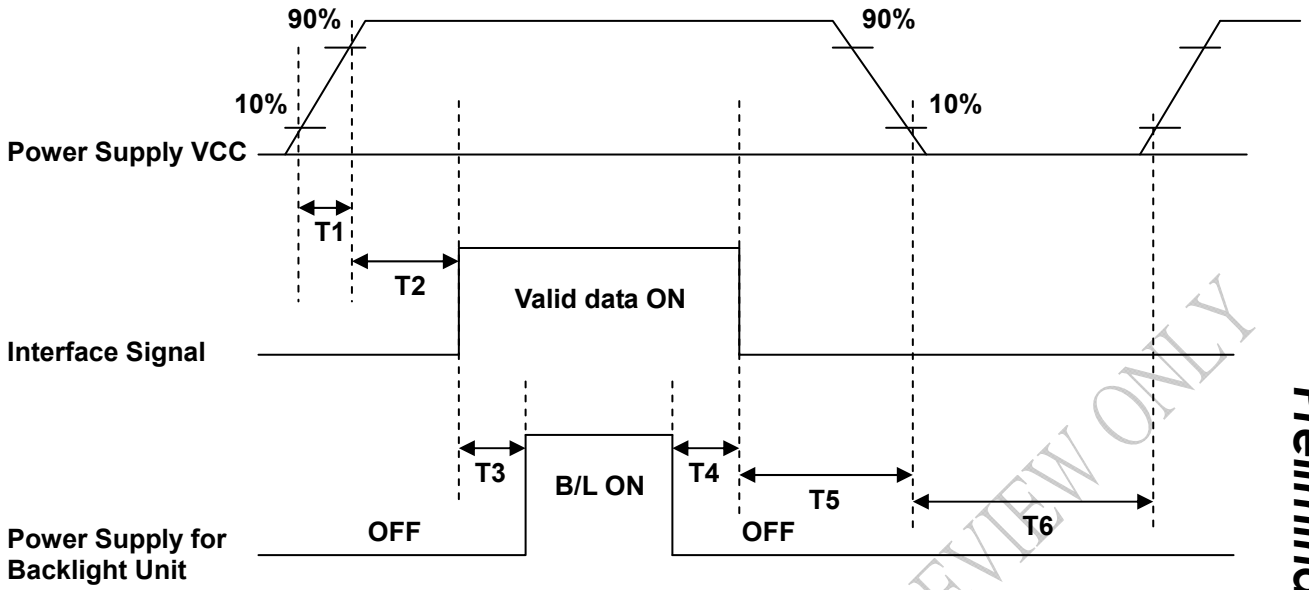 90%
90%
10%
10%
Power Supply VCC
T1
T2
Valid data ON
Interface Signal
T3
B/L ON
T4
T5
T6
OFF
OFF
Power Supply for
Backlight Unit
ONLY